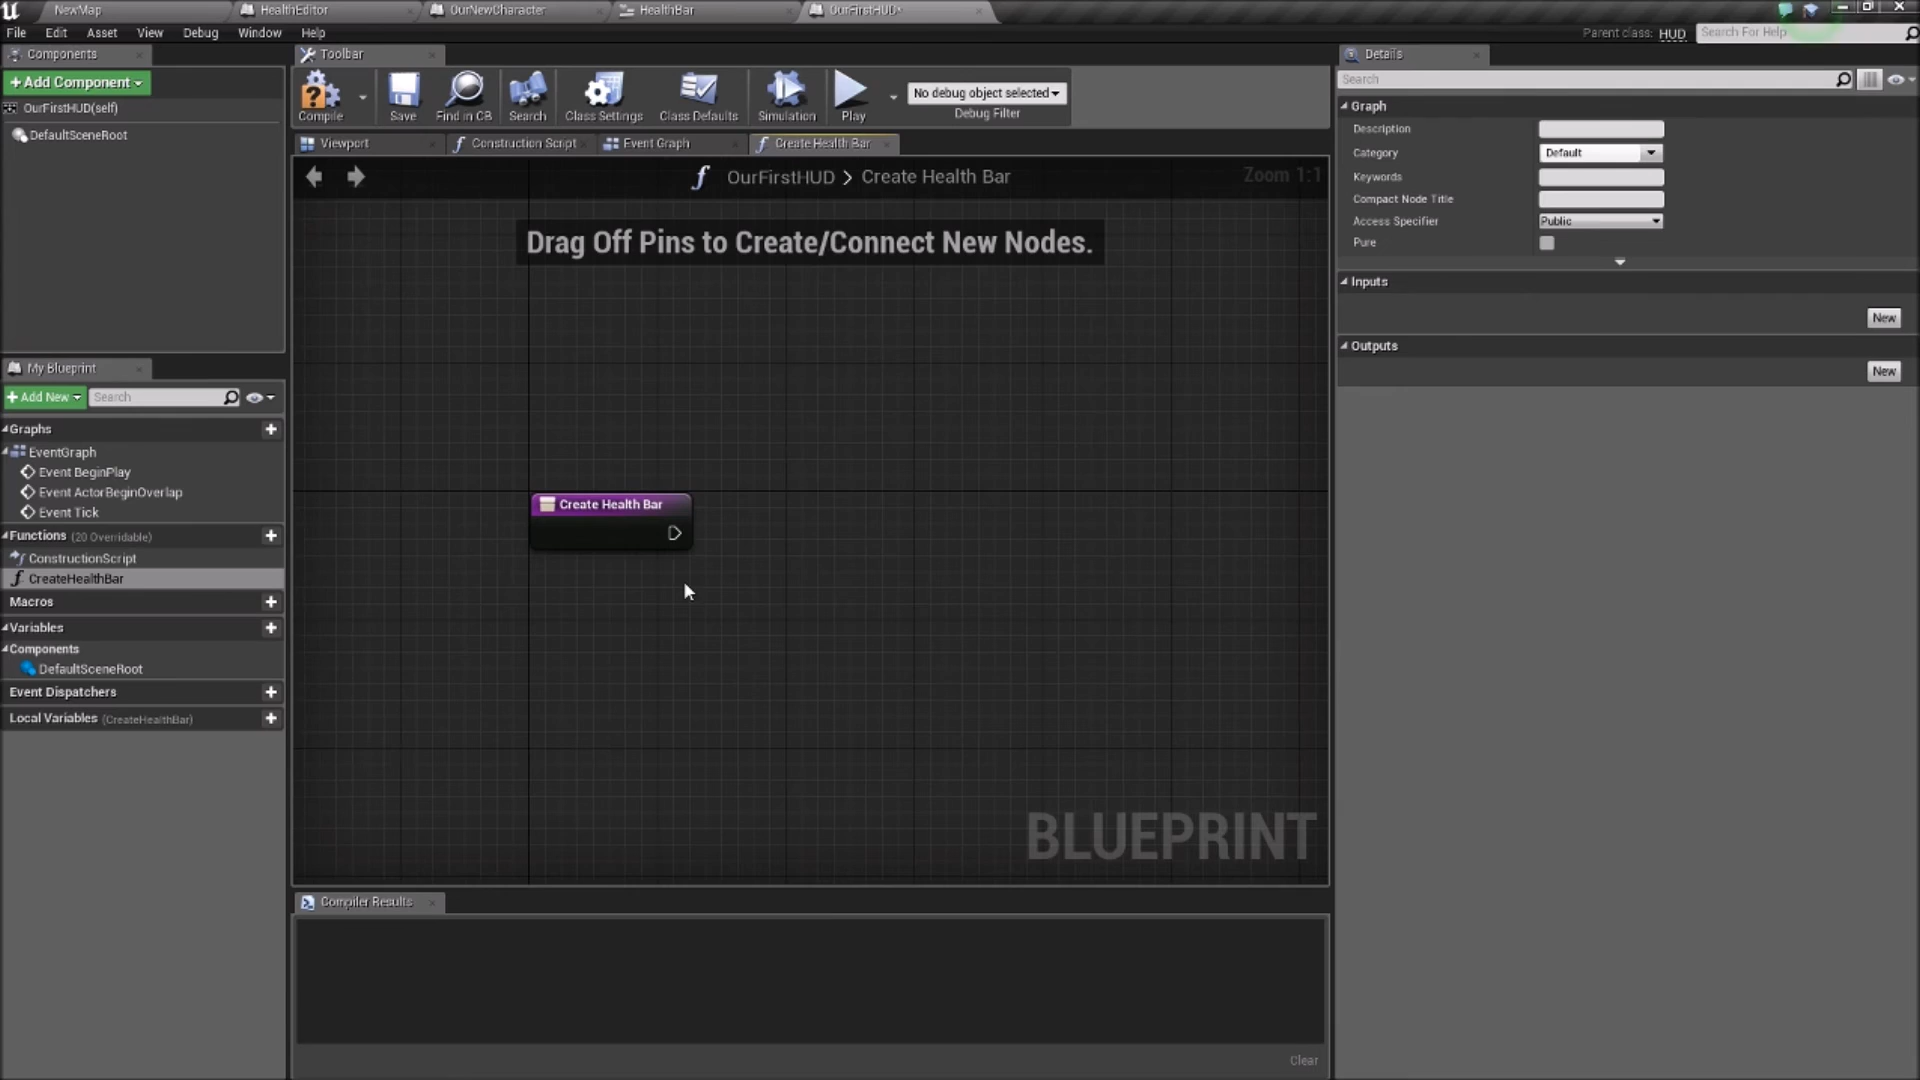 NewMap
HealthEditor
OurNewCharacter
HealthBar
OurFirstHUD*
File Edit Asset View Debug Window Help
Parent class: HUD
Search For Help
Components
Toolbar
Details
+ Add Component
OurFirstHUD(self)
DefaultSceneRoot
Compile
Save
Find in CB
Search
Class Settings
Class Defaults
Simulation
Play
No debug object selected
Debug Filter
Viewport
Construction Script
Event Graph
Create Health Bar
OurFirstHUD > Create Health Bar
Zoom 1:1
Drag Off Pins to Create/Connect New Nodes.
Create Health Bar
BLUEPRINT
My Blueprint
+ Add New
Search
Graphs
EventGraph
Event BeginPlay
Event ActorBeginOverlap
Event Tick
Functions (20 Overridable)
ConstructionScript
CreateHealthBar
Macros
Variables
Components
DefaultSceneRoot
Event Dispatchers
Local Variables (CreateHealthBar)
Compiler Results
Clear
Search
Graph
Description
Category
Default
Keywords
Compact Node Title
Access Specifier
Public
Pure
Inputs
New
Outputs
New